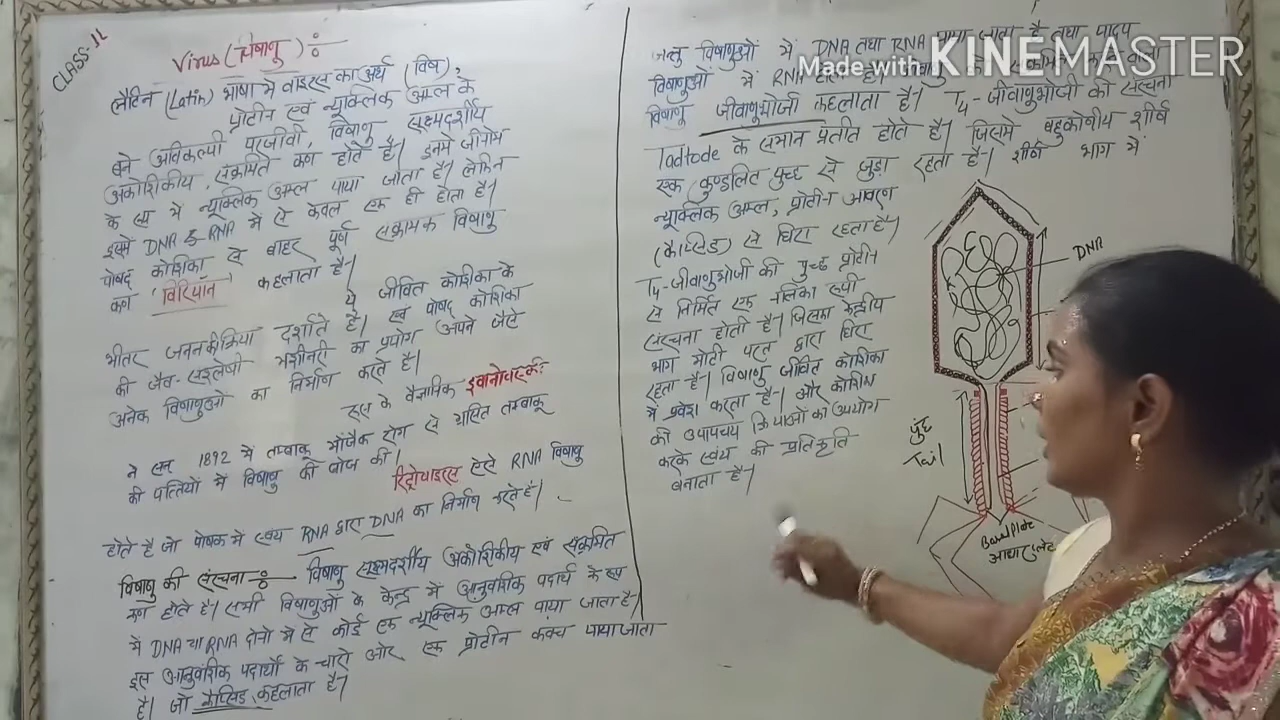 CLASS-11
Virus (विषाणु) :-
लैटिन (Latin) भाषा में वाइरस का अर्थ (विष),
प्रोटीन एवं न्यूक्लिक अम्ल के
बने अविकल्पी परजीवी, विषाणु सूक्ष्मदर्शीय
अकोशिकीय, संक्रमित कण होते है। इनमे जीनोम
के रूप में न्यूक्लिक अम्ल पाया जाता है। लेकिन
इसमे DNA & RNA में से केवल एक ही होता है।
पोषद् कोशिका से बाहर पूर्ण संक्रामक विषाणु
कण 'विरियॉन' कहलाता है।
ये जीवित कोशिका के
भीतर जनन की क्रिया दर्शाते है। एवं पोषद् कोशिका
की जैव-संश्लेषी मशीनरी का प्रयोग अपने जैसे
अनेक विषाणुओं का निर्माण करते है।
रूस के वैज्ञानिक इवानोवस्की
ने सन् 1892 में तम्बाकू मोजेक रोग से ग्रसित तम्बाकू
की पत्तियों में विषाणु की खोज की।
रिट्रोवाइरस ऐसे RNA विषाणु
होते है जो पोषक में स्वयं RNA द्वारा DNA का निर्माण करते है।
विषाणु की संरचना :- विषाणु सूक्ष्मदर्शीय अकोशिकीय एवं संक्रमित
कण होते है। सभी विषाणुओं के केन्द्र में आनुवंशिक पदार्थ के रूप
में DNA या RNA दोनो में से कोई एक न्यूक्लिक अम्ल पाया जाता है।
इस आनुवंशिक पदार्थो के चारो ओर एक प्रोटीन कवच पाया जाता
है। जो कैप्सिड कहलाता है।
जन्तु विषाणुओं में DNA तथा RNA पाया जाता है तथा पादप
विषाणुओं में RNA होता है।
विषाणु जीवाणुभोजी कहलाता है। T4-जीवाणुभोजी की संरचना
Tadtode के समान प्रतीत होते है। जिसमे बहुकोणीय शीर्ष
एक कुण्डलित पुच्छ से जुड़ा रहता है। शीर्ष भाग में
न्यूक्लिक अम्ल, प्रोटीन आवरण
(कैप्सिड) से घिरा रहता है।
T4-जीवाणुभोजी की पुच्छ प्रोटीन
से निर्मित एक नलिका रूपी
संरचना होती है। जिसका केन्द्रीय
भाग मोटी परत द्वारा घिरा
रहता है। विषाणु जीवित कोशिका
में प्रवेश करता है। और कोशिका
की उपापचय क्रियाओं का उपयोग
करके स्वंय की प्रतिकृति
बनाता है।
DNA
पुंछ
Tail
Basal Plate
आधार प्लेट
Made with KINEMASTER